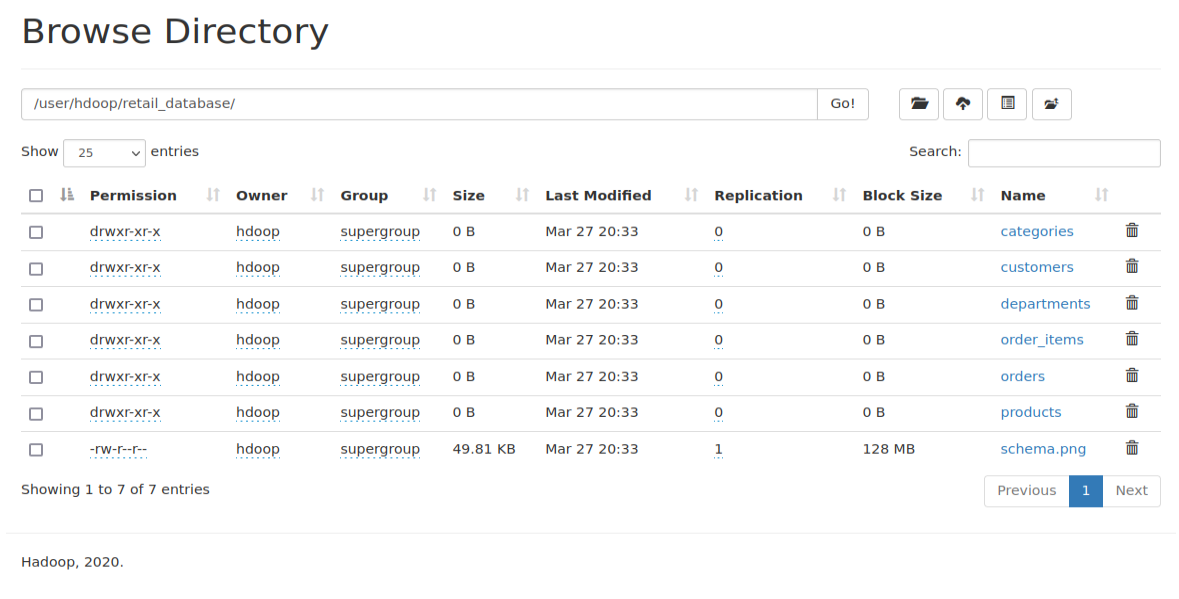 Browse Directory
/user/hdoop/retail_database/ Go!
Show 25 entries Search:
Permission Owner Group Size Last Modified Replication Block Size Name
drwxr-xr-x hdoop supergroup 0 B Mar 27 20:33 0 0 B categories
drwxr-xr-x hdoop supergroup 0 B Mar 27 20:33 0 0 B customers
drwxr-xr-x hdoop supergroup 0 B Mar 27 20:33 0 0 B departments
drwxr-xr-x hdoop supergroup 0 B Mar 27 20:33 0 0 B order_items
drwxr-xr-x hdoop supergroup 0 B Mar 27 20:33 0 0 B orders
drwxr-xr-x hdoop supergroup 0 B Mar 27 20:33 0 0 B products
-rw-r--r-- hdoop supergroup 49.81 KB Mar 27 20:33 1 128 MB schema.png
Showing 1 to 7 of 7 entries Previous 1 Next
Hadoop, 2020.